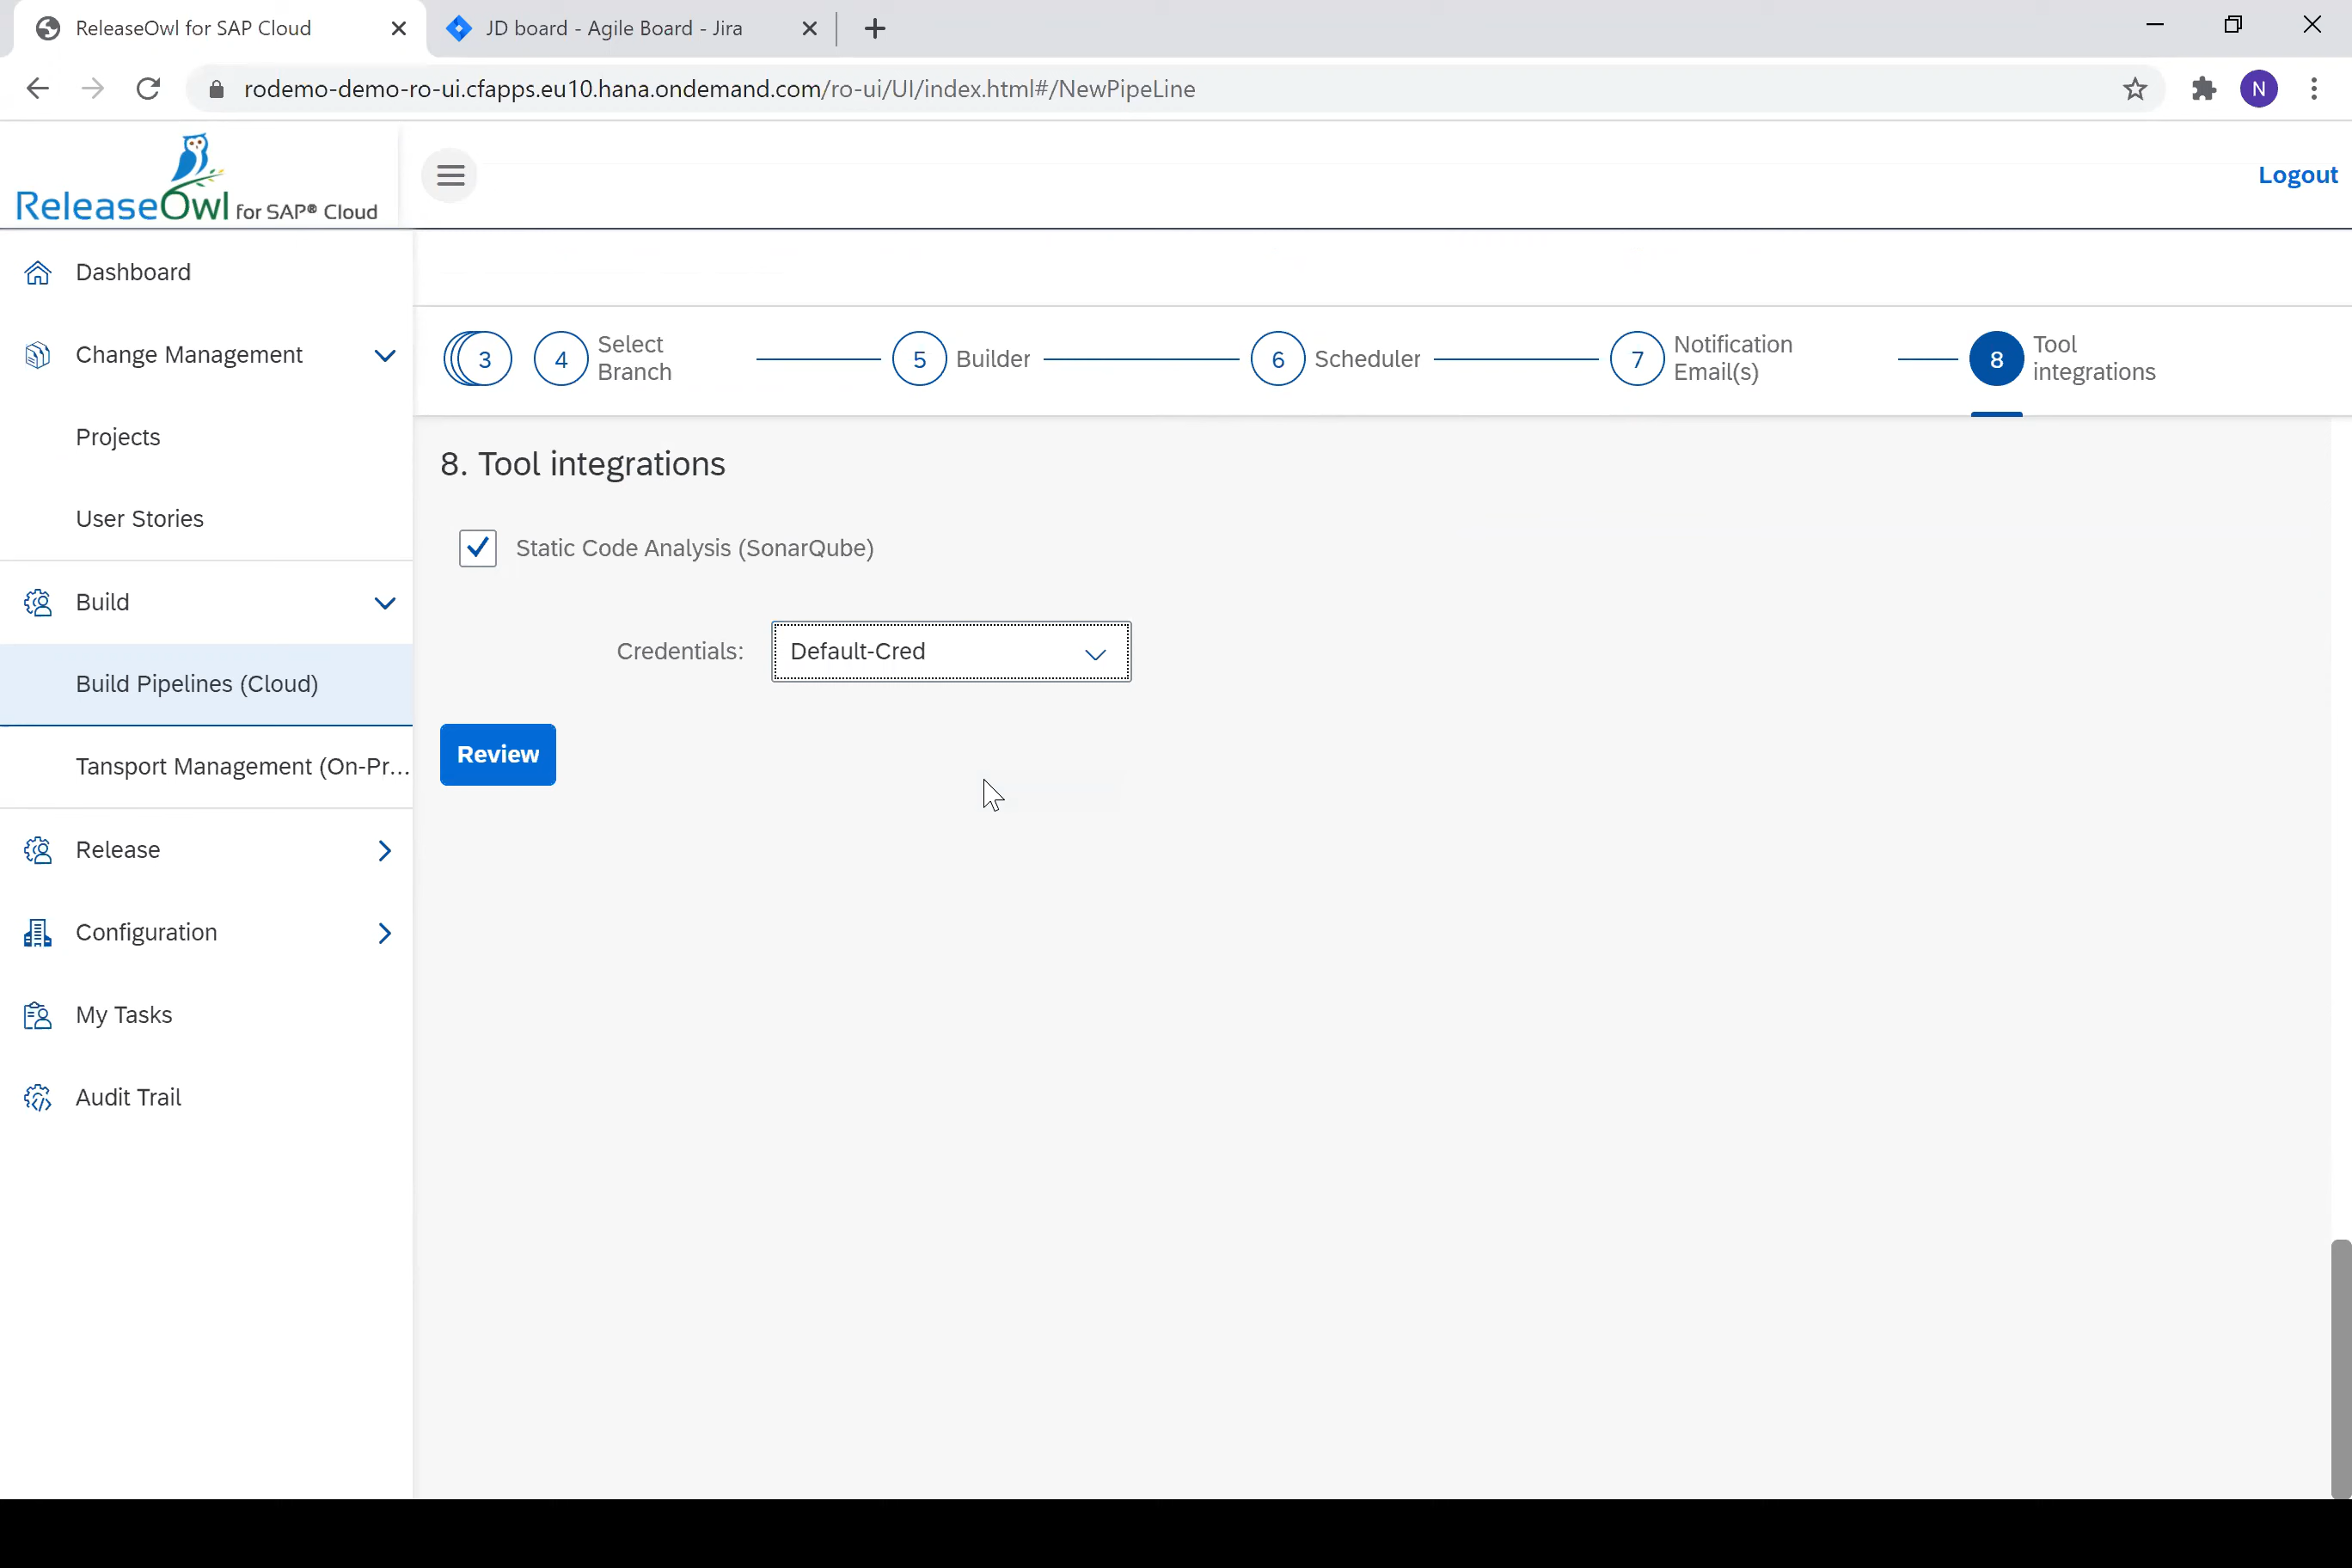 ReleaseOwl for SAP Cloud
JD board - Agile Board - Jira
rodemo-demo-ro-ui.cfapps.eu10.hana.ondemand.com/ro-ui/UI/index.html#/NewPipeLine
N
ReleaseOwl for SAP® Cloud
Logout
Dashboard
Change Management
Projects
User Stories
Build
Build Pipelines (Cloud)
Tansport Management (On-Pr...
Release
Configuration
My Tasks
Audit Trail
3
4 Select
Branch
5 Builder
6 Scheduler
7 Notification
Email(s)
8 Tool
integrations
8. Tool integrations
Static Code Analysis (SonarQube)
Credentials: Default-Cred
Review